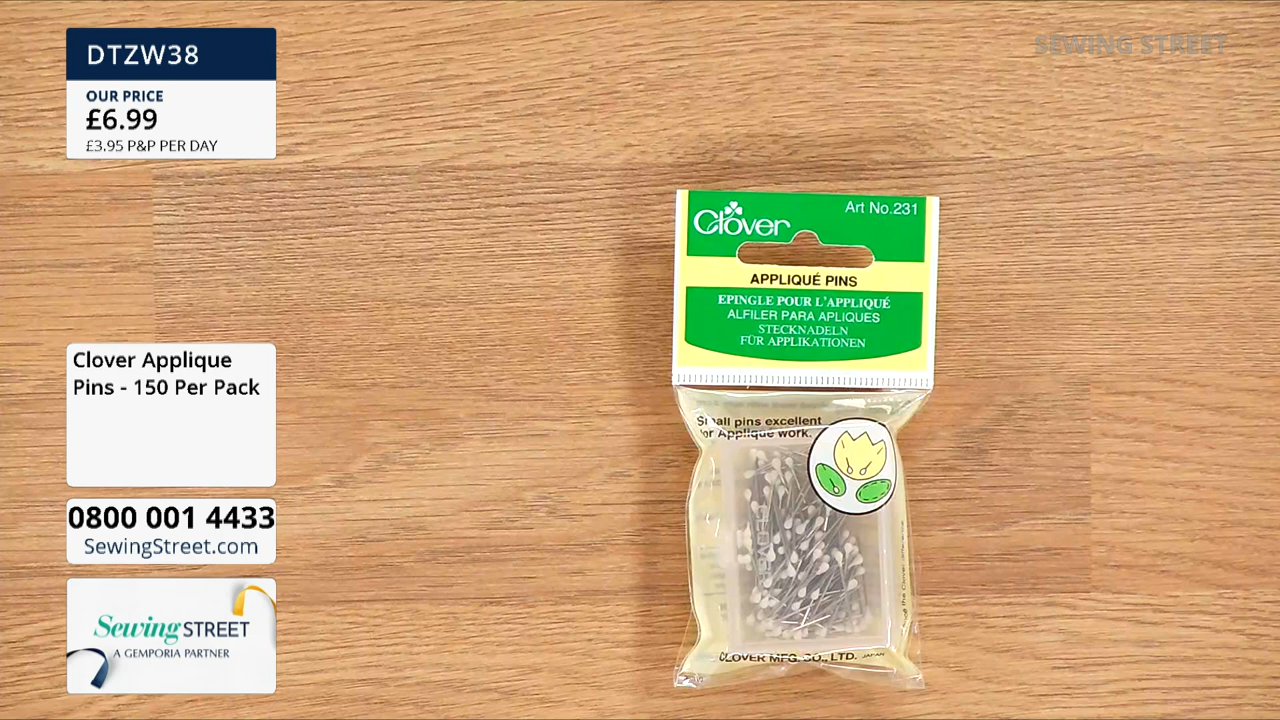 DTZW38
OUR PRICE
£6.99
£3.95 P&P PER DAY
Clover Applique
Pins - 150 Per Pack
0800 001 4433
SewingStreet.com
Sewing STREET
A GEMPORIA PARTNER
SEWING STREET
Clover
Art No.231
APPLIQUÉ PINS
EPINGLE POUR L'APPLIQUÉ
ALFILER PARA APLIQUES
STECKNADELN
FÜR APPLIKATIONEN
Small pins excellent
for Appliqué work.
CLOVER
CLOVER MFG. CO., LTD. JAPAN